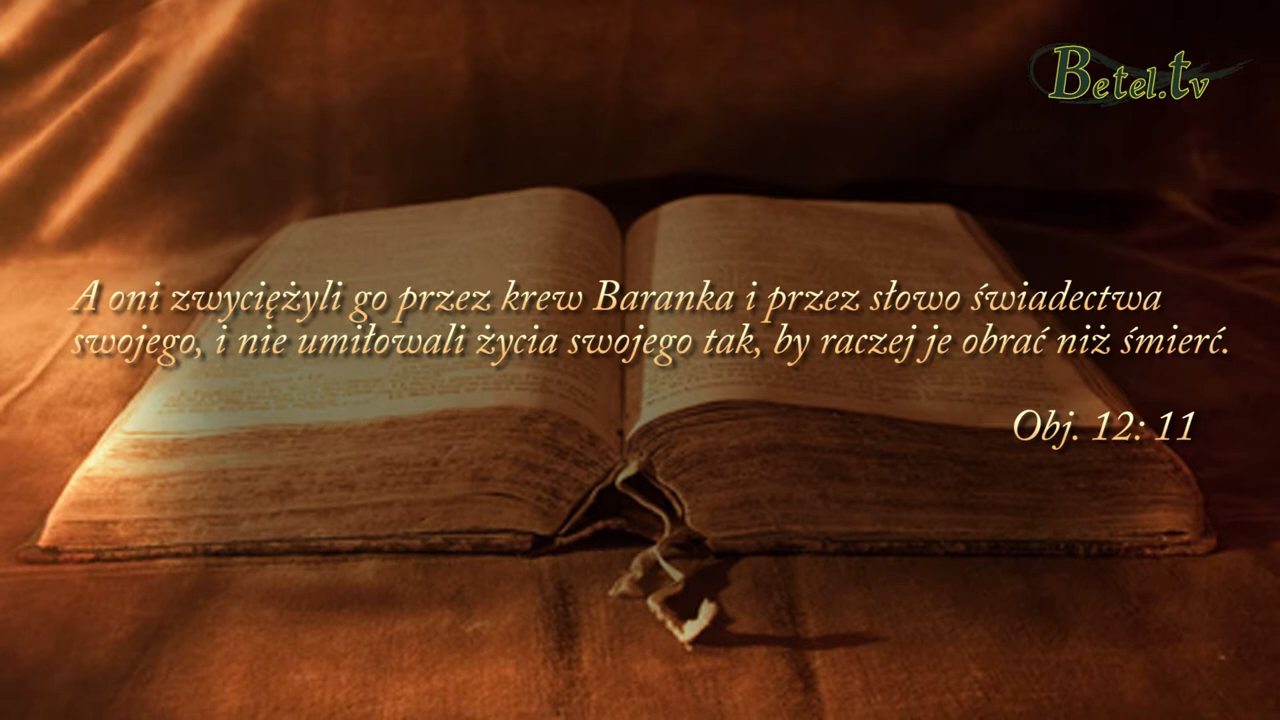 Betel.tv
A oni zwyciężyli go przez krew Baranka i przez słowo świadectwa
swojego, i nie umiłowali życia swojego tak, by raczej je obrać niż śmierć.
Obj. 12: 11